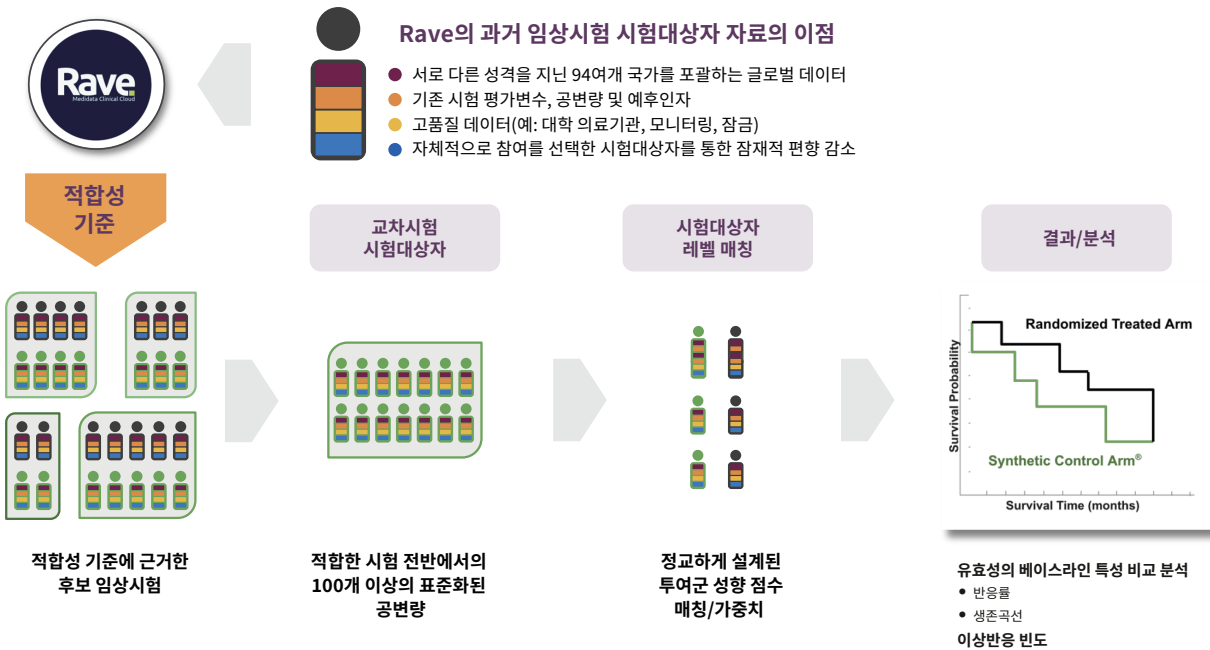 Rave
Medidata Clinical Cloud
Rave의 과거 임상시험 시험대상자 자료의 이점
서로 다른 성격을 지닌 94여개 국가를 포괄하는 글로벌 데이터
기존 시험 평가변수, 공변량 및 예후인자
고품질 데이터(예: 대학 의료기관, 모니터링, 잠금)
자체적으로 참여를 선택한 시험대상자를 통한 잠재적 편향 감소
적합성
기준
교차시험
시험대상자
시험대상자
레벨 매칭
결과/분석
Randomized Treated Arm
Survival Probability
Synthetic Control Arm®
Survival Time (months)
적합성 기준에 근거한
후보 임상시험
적합한 시험 전반에서의
100개 이상의 표준화된
공변량
정교하게 설계된
투여군 성향 점수
매칭/가중치
유효성의 베이스라인 특성 비교 분석
• 반응률
• 생존곡선
이상반응 빈도